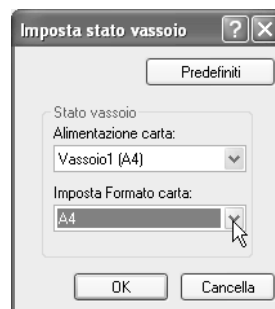 Imposta stato vassoio
Predefiniti
Stato vassoio
Alimentazione carta:
Vassoio1 (A4)
Imposta Formato carta:
A4
OK
Cancella